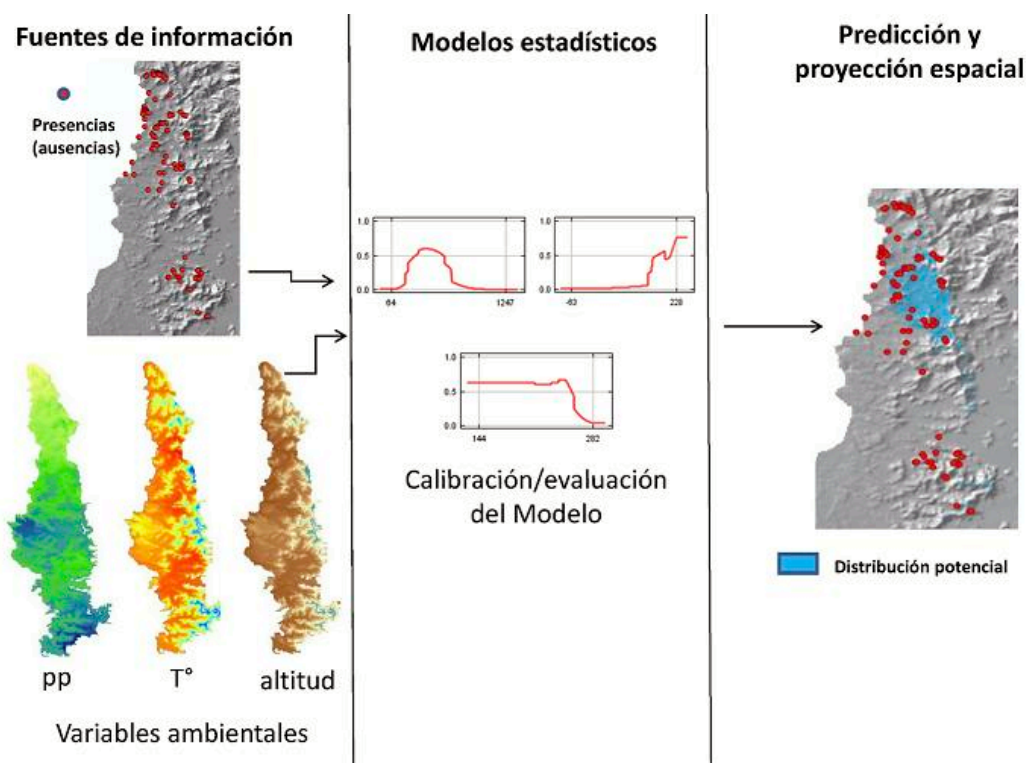 Fuentes de información
Presencias
(ausencias)
pp
T°
altitud
Variables ambientales
Modelos estadísticos
1.0
0.5
0.0
64
1247
1.0
0.5
0.0
-63
228
1.0
0.5
0.0
144
282
Calibración/evaluación
del Modelo
Predicción y
proyección espacial
Distribución potencial